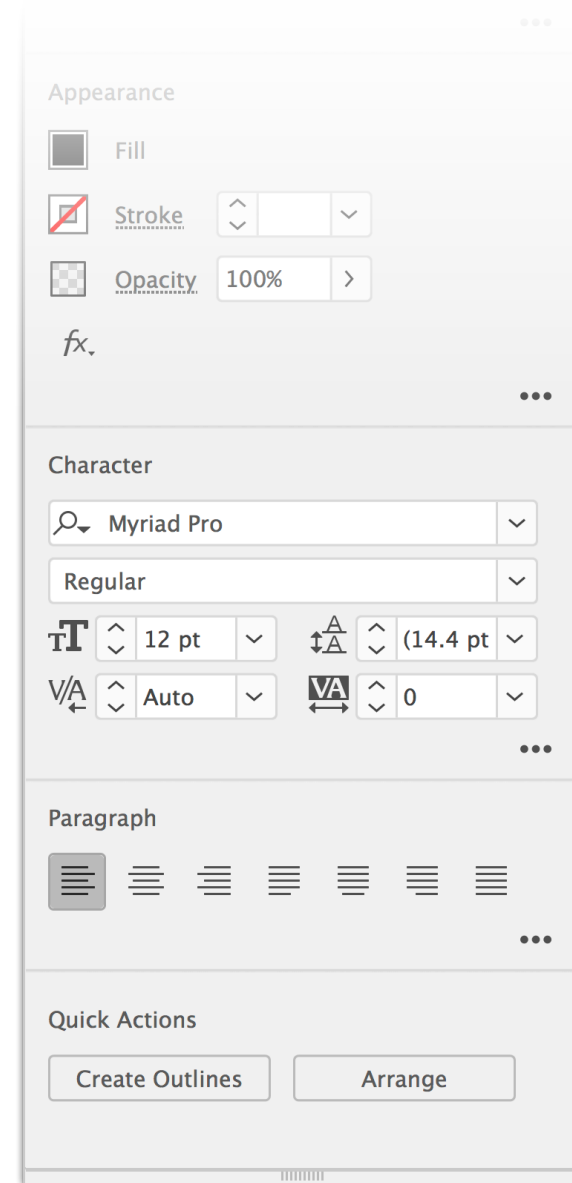 Appearance
Fill
Stroke
Opacity 100%
fx.
Character
Myriad Pro
Regular
12 pt (14.4 pt
Auto 0
Paragraph
Quick Actions
Create Outlines Arrange